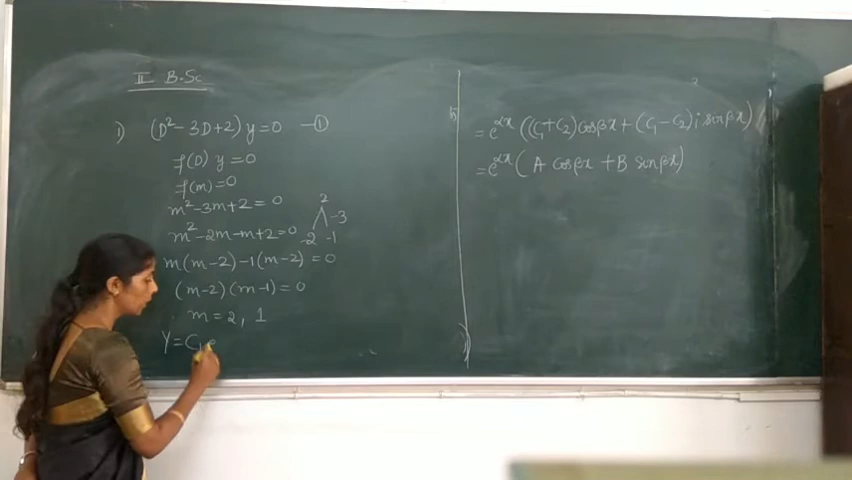 II B.Sc
1) (D² - 3D + 2) y = 0 —①
f(D) y = 0
f(m) = 0
m² - 3m + 2 = 0
2
-3
-2 -1
m² - 2m - m + 2 = 0
m(m-2) - 1(m-2) = 0
(m-2) (m-1) = 0
m = 2, 1
Y = C₁e
= e^αx ((C₁+C₂) cosβx + (C₁-C₂) i sinβx)
= e^αx (A cosβx + B sinβx)